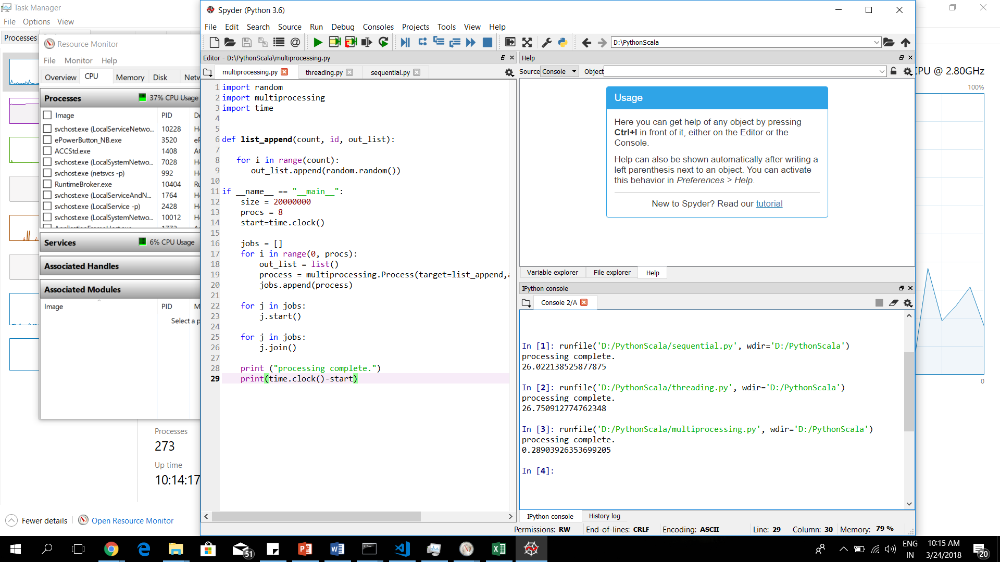 Task Manager
File Options View
Processes
Resource Monitor
File Monitor Help
Overview CPU Memory Disk
Processes 37% CPU Usage
Image PID
svchost.exe (LocalServiceNetwo... 10228
ePowerButton_NB.exe 3520
ACCStd.exe 1408
svchost.exe (LocalSystemNetwo... 7028
svchost.exe (netsvcs -p) 992
RuntimeBroker.exe 10404
svchost.exe (LocalServiceAndN... 1764
svchost.exe (LocalService -p) 2428
svchost.exe (LocalSystemNetwo... 10012
Services 6% CPU Usage
Associated Handles
Associated Modules
Image PID
Select a p
Processes
273
Up time
10:14:17
Fewer details Open Resource Monitor
Spyder (Python 3.6)
File Edit Search Source Run Debug Consoles Projects Tools View Help
D:\PythonScala
Editor - D:\PythonScala\multiprocessing.py
multiprocessing.py threading.py sequential.py
1 import random
2 import multiprocessing
3 import time
4
5
6 def list_append(count, id, out_list):
7
8 for i in range(count):
9 out_list.append(random.random())
10
11 if __name__ == "__main__":
12 size = 20000000
13 procs = 8
14 start=time.clock()
15
16 jobs = []
17 for i in range(0, procs):
18 out_list = list()
19 process = multiprocessing.Process(target=list_append,
20 jobs.append(process)
21
22 for j in jobs:
23 j.start()
24
25 for j in jobs:
26 j.join()
27
28 print ("processing complete.")
29 print(time.clock()-start)
Help
Source Console Object
Usage
Here you can get help of any object by pressing
Ctrl+I in front of it, either on the Editor or the
Console.
Help can also be shown automatically after writing a
left parenthesis next to an object. You can activate
this behavior in Preferences > Help.
New to Spyder? Read our tutorial
Variable explorer File explorer Help
IPython console
Console 2/A
In [1]: runfile('D:/PythonScala/sequential.py', wdir='D:/PythonScala')
processing complete.
26.022138525877875
In [2]: runfile('D:/PythonScala/threading.py', wdir='D:/PythonScala')
processing complete.
26.750912774762348
In [3]: runfile('D:/PythonScala/multiprocessing.py', wdir='D:/PythonScala')
processing complete.
0.28903926353699205
In [4]:
IPython console History log
Permissions: RW End-of-lines: CRLF Encoding: ASCII Line: 29 Column: 30 Memory: 79 %
CPU @ 2.80GHz
100%
0
51
ENG
IN
10:15 AM
3/24/2018
20